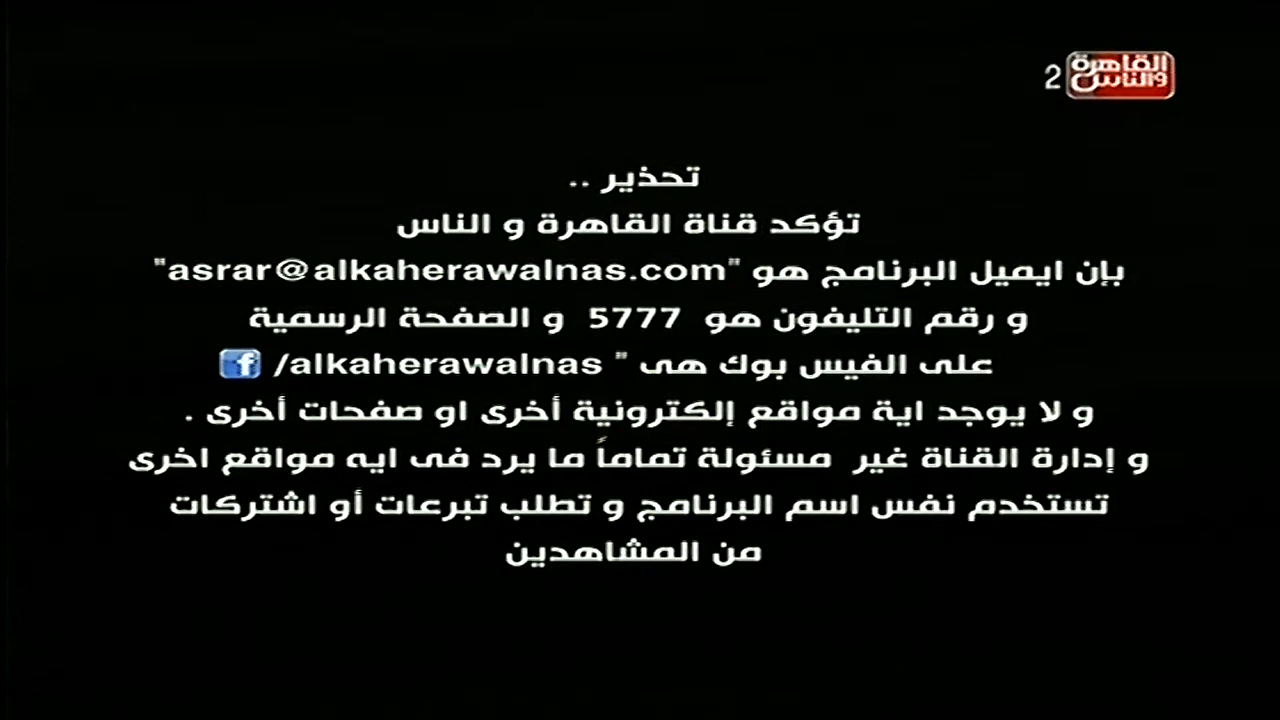 القاهرة
والناس
2
تحذير ..
تؤكد قناة القاهرة و الناس
بإن ايميل البرنامج هو "asrar@alkaherawalnas.com"
و رقم التليفون هو 5777 و الصفحة الرسمية
على الفيس بوك هى " alkaherawalnas/ f
و لا يوجد اية مواقع إلكترونية أخرى او صفحات أخرى .
و إدارة القناة غير مسئولة تماماً ما يرد فى ايه مواقع اخرى
تستخدم نفس اسم البرنامج و تطلب تبرعات أو اشتركات
من المشاهدين